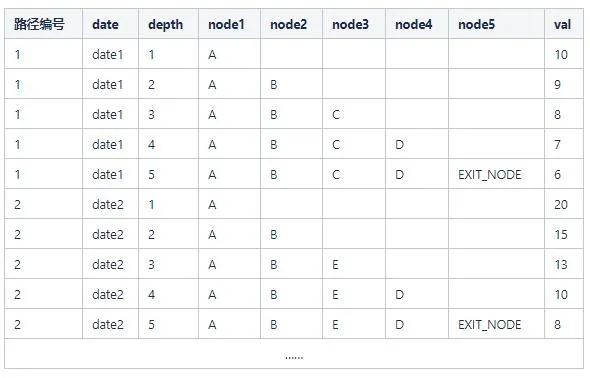 路径编号 date depth node1 node2 node3 node4 node5 val
1 date1 1 A 10
1 date1 2 A B 9
1 date1 3 A B C 8
1 date1 4 A B C D 7
1 date1 5 A B C D EXIT_NODE 6
2 date2 1 A 20
2 date2 2 A B 15
2 date2 3 A B E 13
2 date2 4 A B E D 10
2 date2 5 A B E D EXIT_NODE 8
......